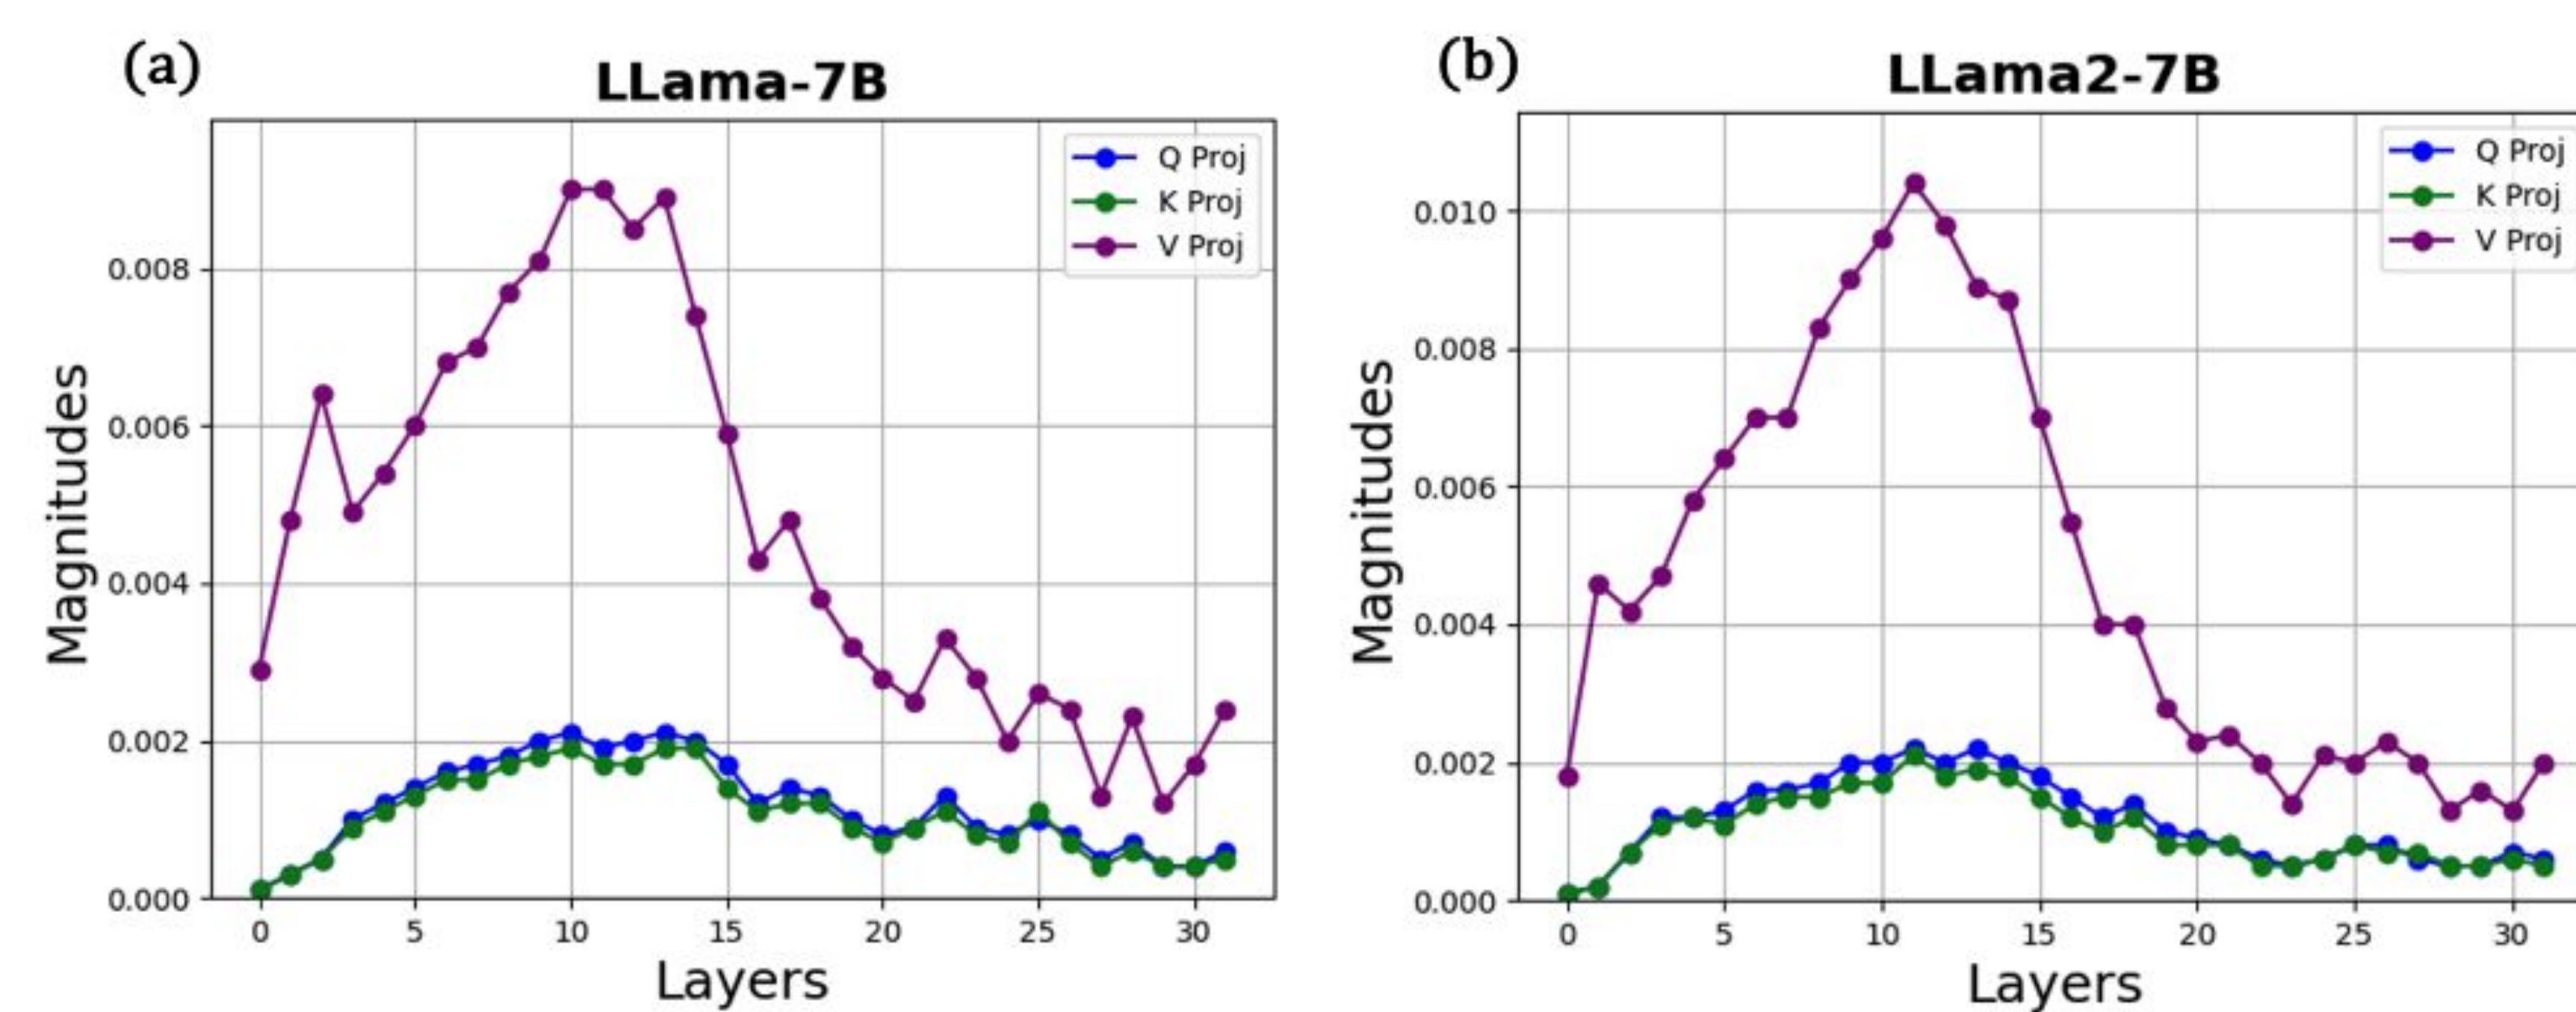 (a)
LLama-7B
Q Proj
K Proj
V Proj
0.008
0.006
0.004
0.002
0.000
Magnitudes
0 5 10 15 20 25 30
Layers
(b)
LLama2-7B
Q Proj
K Proj
V Proj
0.010
0.008
0.006
0.004
0.002
0.000
Magnitudes
0 5 10 15 20 25 30
Layers